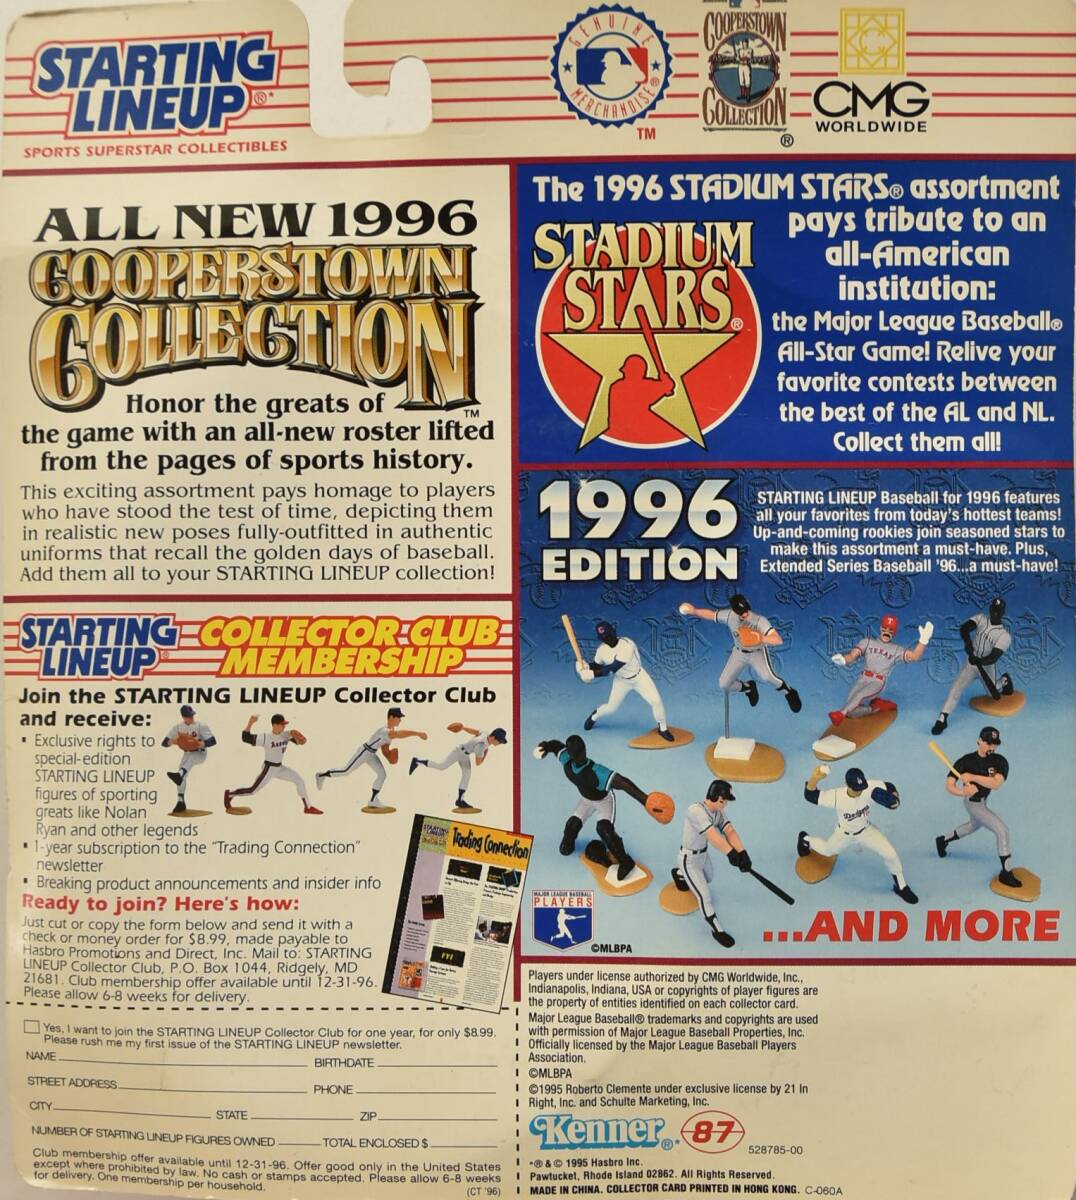 STARTING
LINEUP®*
SPORTS SUPERSTAR COLLECTIBLES
GENUINE
MERCHANDISE®
TM
COOPERSTOWN
COLLECTION
®
CMG
WORLDWIDE
ALL NEW 1996
COOPERSTOWN
COLLECTION
TM
Honor the greats of
the game with an all-new roster lifted
from the pages of sports history.
This exciting assortment pays homage to players
who have stood the test of time, depicting them
in realistic new poses fully-outfitted in authentic
uniforms that recall the golden days of baseball.
Add them all to your STARTING LINEUP collection!
The 1996 STADIUM STARS® assortment
pays tribute to an
all-American
institution:
the Major League Baseball®
All-Star Game! Relive your
favorite contests between
the best of the AL and NL.
Collect them all!
STADIUM
STARS®
1996
EDITION
STARTING LINEUP Baseball for 1996 features
all your favorites from today's hottest teams!
Up-and-coming rookies join seasoned stars to
make this assortment a must-have. Plus,
Extended Series Baseball '96...a must-have!
TEXAS
Dodgers
MAJOR LEAGUE BASEBALL
PLAYERS
©MLBPA
...AND MORE
STARTING
LINEUP®
COLLECTOR CLUB
MEMBERSHIP
Join the STARTING LINEUP Collector Club
and receive:
▪ Exclusive rights to
special-edition
STARTING LINEUP
figures of sporting
greats like Nolan
Ryan and other legends
▪ 1-year subscription to the "Trading Connection"
newsletter
▪ Breaking product announcements and insider info
Ready to join? Here's how:
Just cut or copy the form below and send it with a
check or money order for $8.99, made payable to
Hasbro Promotions and Direct, Inc. Mail to: STARTING
LINEUP Collector Club, P.O. Box 1044, Ridgely, MD
21681. Club membership offer available until 12-31-96.
Please allow 6-8 weeks for delivery.
STARTING
LINEUP
Trading Connection
FYI
Yes, I want to join the STARTING LINEUP Collector Club for one year, for only $8.99.
Please rush me my first issue of the STARTING LINEUP newsletter.
NAME BIRTHDATE
STREET ADDRESS PHONE
CITY STATE ZIP
NUMBER OF STARTING LINEUP FIGURES OWNED TOTAL ENCLOSED $
Club membership offer available until 12-31-96. Offer good only in the United States
except where prohibited by law. No cash or stamps accepted. Please allow 6-8 weeks
for delivery. One membership per household.
(CT '96)
Players under license authorized by CMG Worldwide, Inc.,
Indianapolis, Indiana, USA or copyrights of player figures are
the property of entities identified on each collector card.
Major League Baseball® trademarks and copyrights are used
with permission of Major League Baseball Properties, Inc.
Officially licensed by the Major League Baseball Players
Association.
©MLBPA
©1995 Roberto Clemente under exclusive license by 21 In
Right, Inc. and Schulte Marketing, Inc.
Kenner®* 87
528785-00
*® & © 1995 Hasbro Inc.
Pawtucket, Rhode Island 02862. All Rights Reserved.
MADE IN CHINA. COLLECTOR CARD PRINTED IN HONG KONG. C-060A